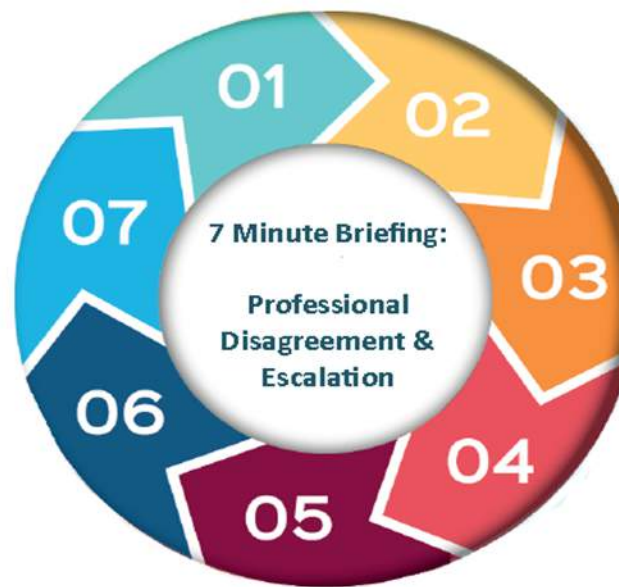 01
02
03
04
05
06
07
7 Minute Briefing:
Professional
Disagreement &
Escalation